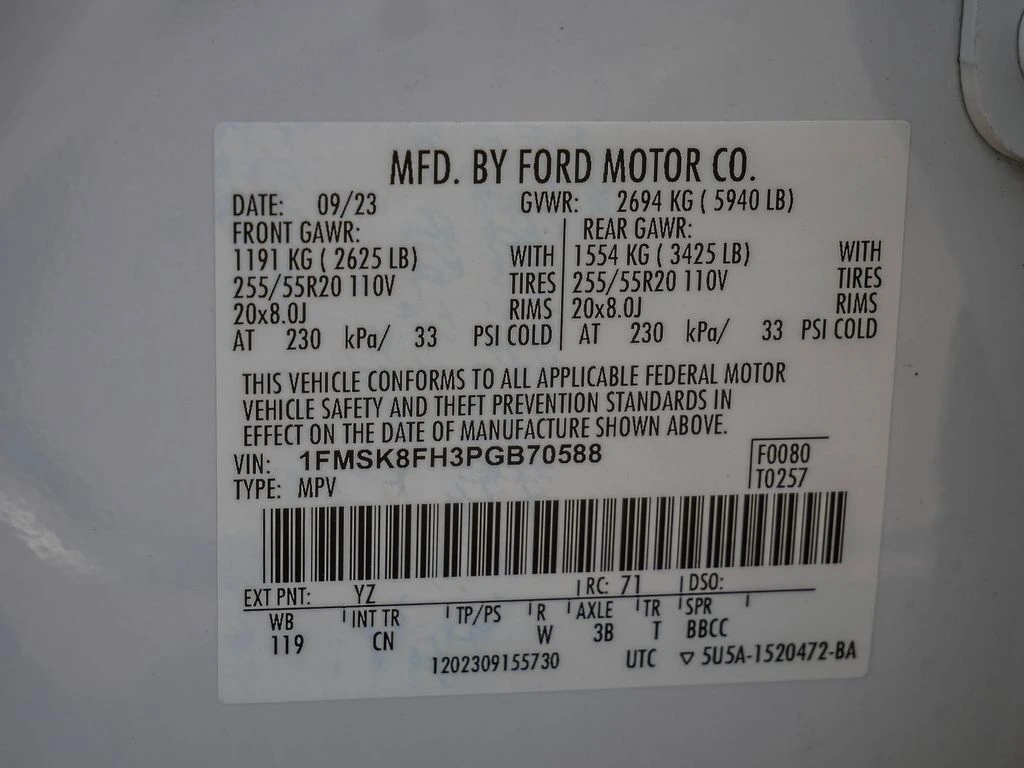 MFD. BY FORD MOTOR CO.
DATE: 09/23 GVWR: 2694 KG ( 5940 LB)
FRONT GAWR: REAR GAWR:
1191 KG ( 2625 LB) WITH 1554 KG ( 3425 LB) WITH
255/55R20 110V TIRES 255/55R20 110V TIRES
20x8.0J RIMS 20x8.0J RIMS
AT 230 kPa/ 33 PSI COLD AT 230 kPa/ 33 PSI COLD
THIS VEHICLE CONFORMS TO ALL APPLICABLE FEDERAL MOTOR
VEHICLE SAFETY AND THEFT PREVENTION STANDARDS IN
EFFECT ON THE DATE OF MANUFACTURE SHOWN ABOVE.
VIN: 1FMSK8FH3PGB70588 F0080
TYPE: MPV T0257
EXT PNT: YZ RC: 71 DSO:
WB INT TR TP/PS R AXLE TR SPR
119 CN W 3B T BBCC
1202309155730 UTC ▽ 5U5A-1520472-BA